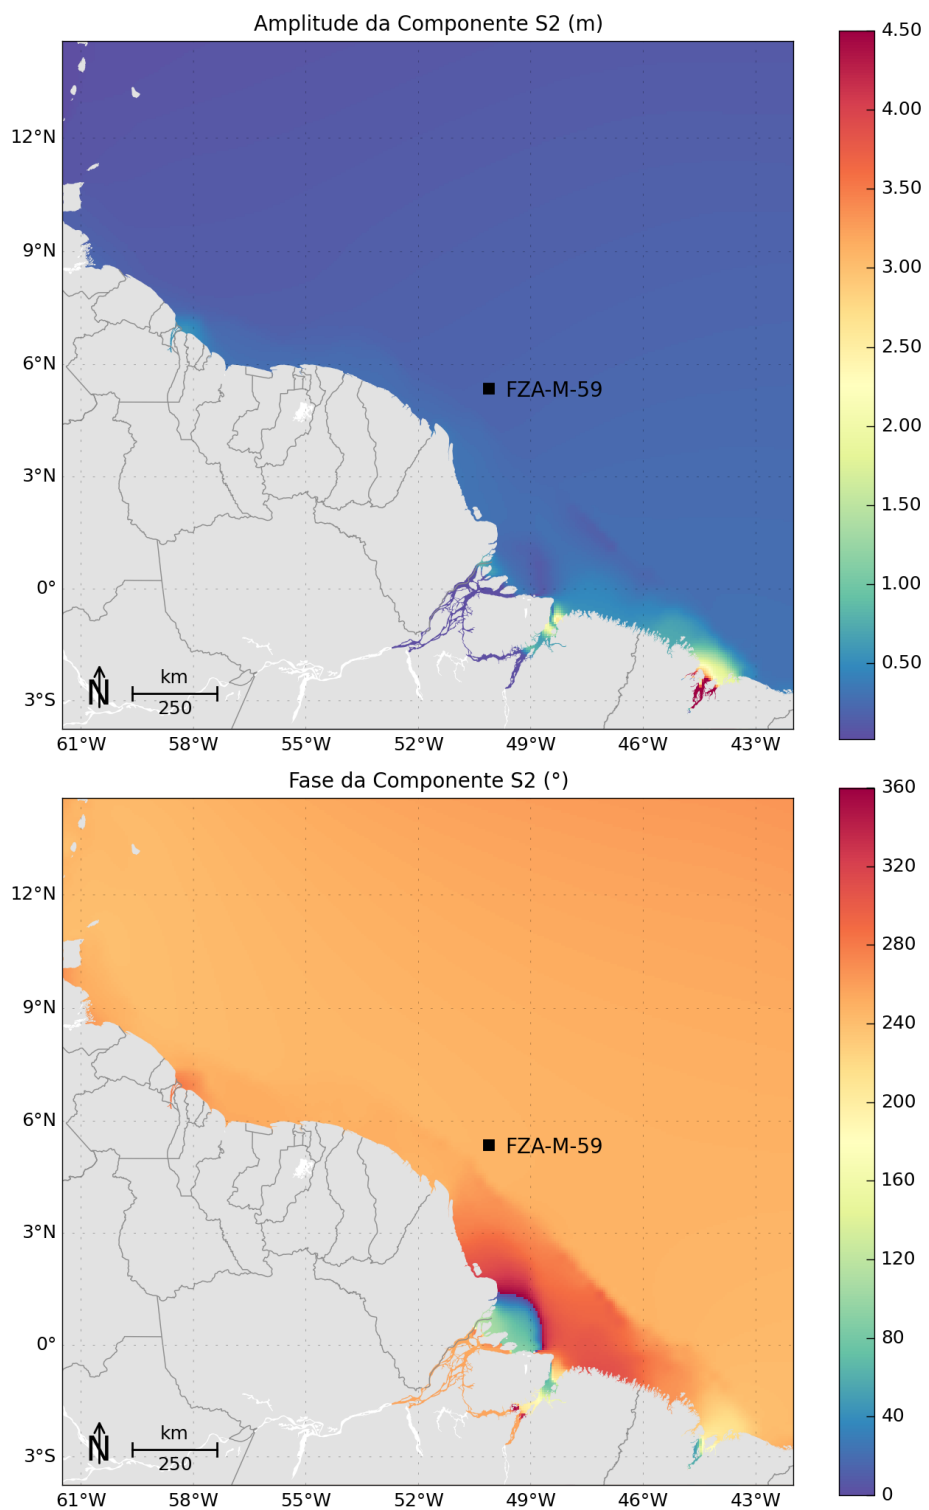 Amplitude da Componente S2 (m)
4.50
4.00
3.50
3.00
2.50
2.00
1.50
1.00
0.50
12°N
9°N
6°N
3°N
0°
3°S
FZA-M-59
N
km
250
61°W 58°W 55°W 52°W 49°W 46°W 43°W
Fase da Componente S2 (°)
360
320
280
240
200
160
120
80
40
0
12°N
9°N
6°N
3°N
0°
3°S
FZA-M-59
N
km
250
61°W 58°W 55°W 52°W 49°W 46°W 43°W